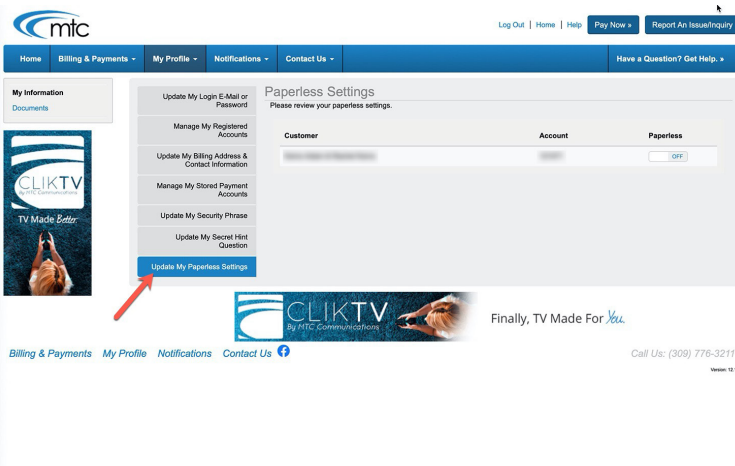 mtc
Log Out | Home | Help
Pay Now »
Report An Issue/Inquiry
Home
Billing & Payments
My Profile
Notifications
Contact Us
Have a Question? Get Help. »
My Information
Documents
CLIKTV
By MTC Communications
TV Made Better.
Update My Login E-Mail or
Password
Manage My Registered
Accounts
Update My Billing Address &
Contact Information
Manage My Stored Payment
Accounts
Update My Security Phrase
Update My Secret Hint
Question
Update My Paperless Settings
Paperless Settings
Please review your paperless settings.
Customer Account Paperless
OFF
CLIKTV
By MTC Communications
Finally, TV Made For You.
Billing & Payments My Profile Notifications Contact Us
Call Us: (309) 776-3211
Version: 12.